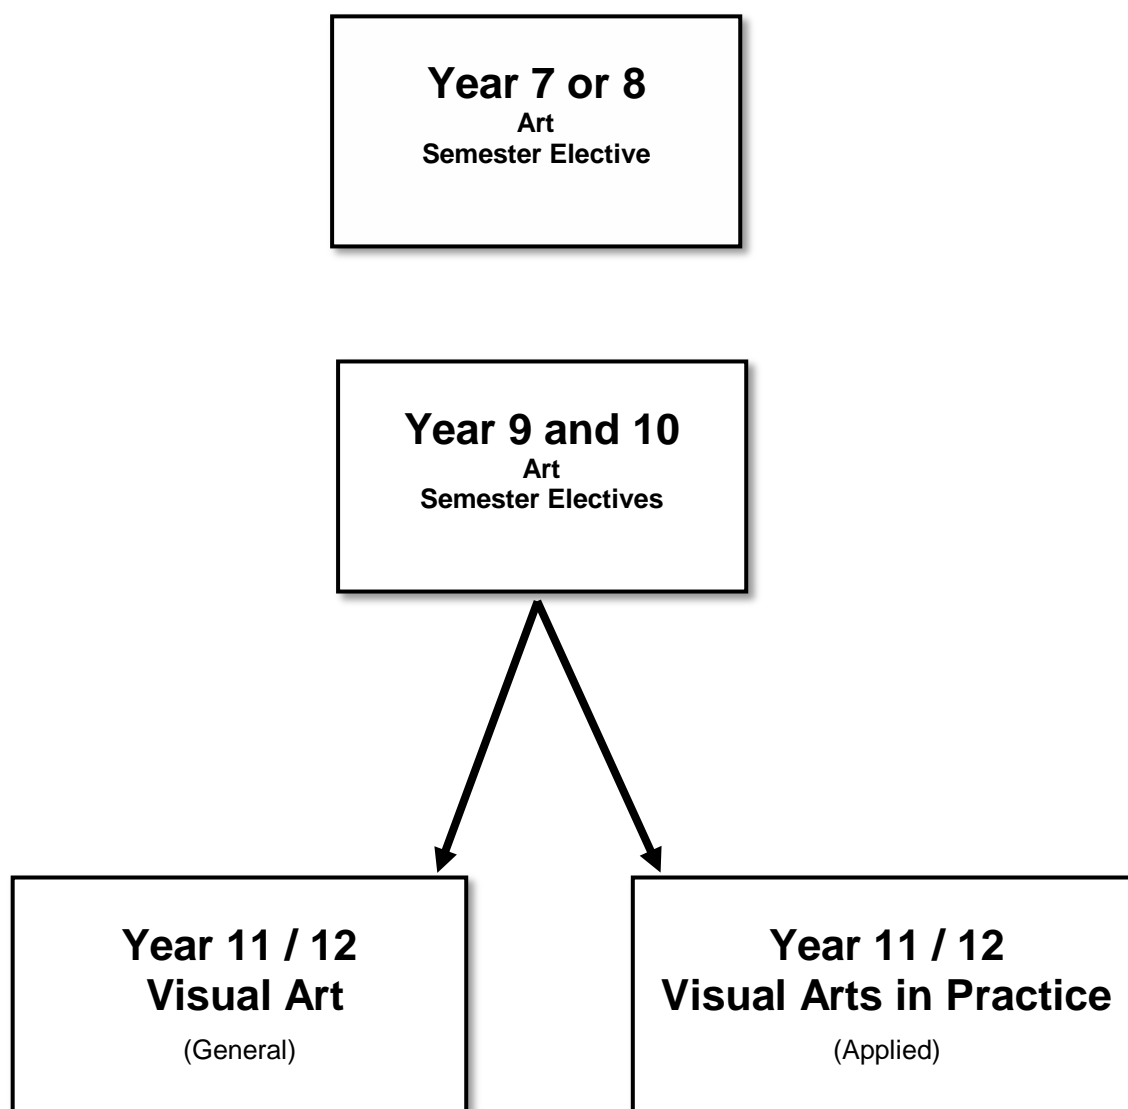 Year 7 or 8
Art
Semester Elective
Year 9 and 10
Art
Semester Electives
Year 11 / 12
Visual Art
(General)
Year 11 / 12
Visual Arts in Practice
(Applied)